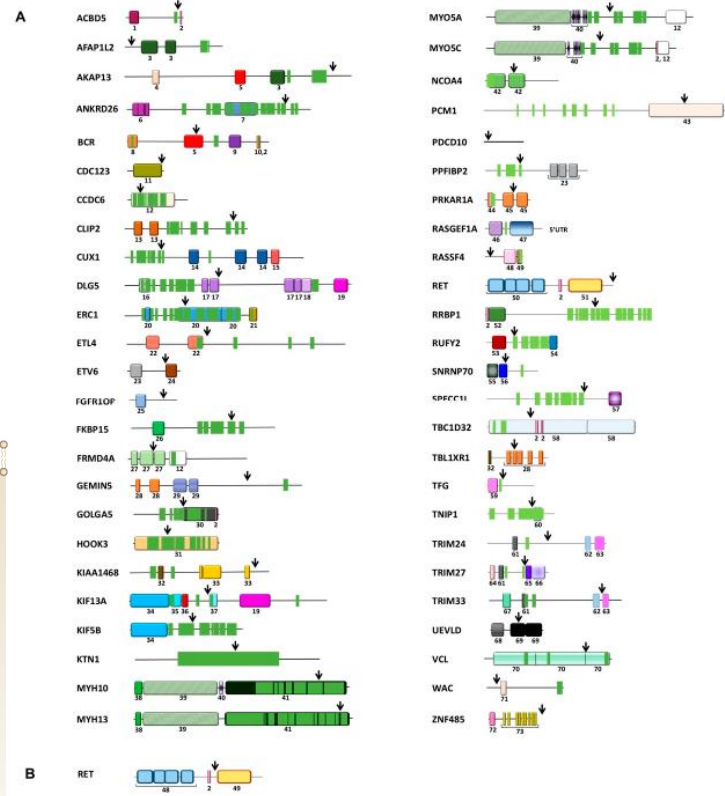 A
ACBD5
1 2
AFAP1L2
3 3
AKAP13
4 5 3
ANKRD26
6 7
BCR
8 5 9 10,2
CDC123
11
CCDC6
12
CLIP2
13 13
CUX1
14 14 14 15
DLG5
16 17 17 17 17 18 19
ERC1
20 20 20 21
ETL4
22 22
ETV6
23 24
FGFR1OP
25
FKBP15
26
FRMD4A
27 27 27 12
GEMIN5
28 28 29 29
GOLGA5
30 2
HOOK3
31
KIAA1468
32 33 33
KIF13A
34 35 36 37 19
KIF5B
34
KTN1
MYH10
38 39 40 41
MYH13
38 39 41
MYO5A
39 40 12
MYO5C
39 40 2, 12
NCOA4
42 42
PCM1
43
PDCD10
PPFIBP2
23
PRKAR1A
44 45 45
RASGEF1A 5'UTR
46 47
RASSF4
48 49
RET
50 2 51
RRBP1
2 52
RUFY2
53 54
SNRNP70
55 56
SPECC1L
57
TBC1D32
2 2 58 58
TBL1XR1
32 28
TFG
59
TNIP1
60
TRIM24
61 62 63
TRIM27
64 61 65 66
TRIM33
67 61 62 63
UEVLD
68 69 69
VCL
70 70 70
WAC
71
ZNF485
72 73
B
RET
48 2 49